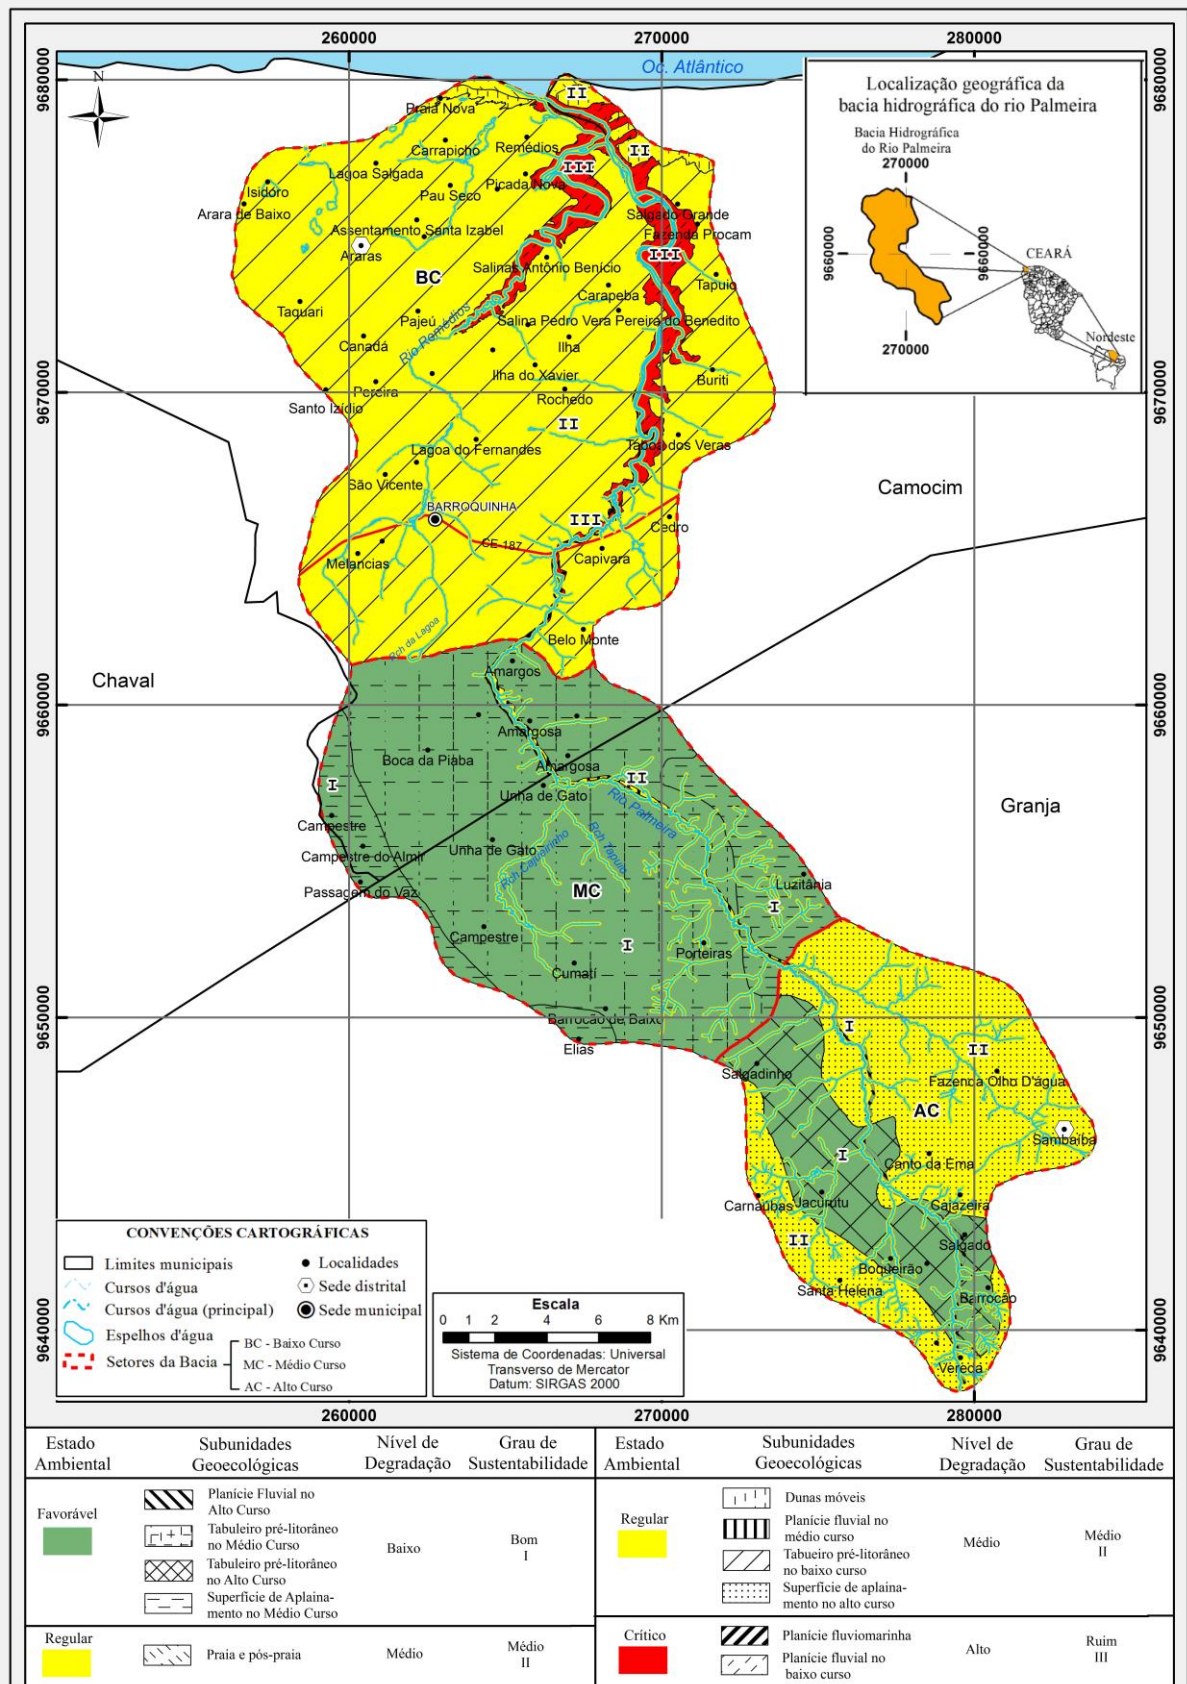 260000
270000
280000
9680000
9680000
Oc. Atlântico
N
Localização geográfica da
bacia hidrográfica do rio Palmeira
Bacia Hidrográfica
do Rio Palmeira
270000
9660000
9660000
CEARÁ
Nordeste
270000
II
Praia Nova
Carrapicho
Remédios
II
Lagoa Salgada
III
Picada Nova
Isidoro
Pau Seco
Arara de Baixo
Salgado Grande
Assentamento Santa Izabel
Fazenda Procam
Araras
III
Salinas Antônio Benício
BC
Tapuio
Carapeba
Taquari
Pajeú
Salina Pedro Vera Pereira do Benedito
Rio Remédios
Canadá
Ilha
Ilha do Xavier
Buriti
Pereira
Rochedo
9670000
9670000
Santo Izídio
II
Lagoa do Fernandes
Taboa dos Veras
São Vicente
Camocim
BARROQUINHA
III
Cedro
CE-187
Melancias
Capivara
Rch da Lagoa
Belo Monte
Chaval
Amargos
9660000
9660000
Amargosa
Boca da Piaba
Amargosa
II
I
Unha de Gato
Rio Palmeira
Granja
Campestre
Rch Tapuio
Unha de Gato
Campestre do Almir
Rch Cajuairinho
Luzitânia
Passagem do Vaz
MC
I
Campestre
I
Porteiras
Cumatí
9650000
9650000
Barrocão de Baixo
I
Elias
II
Salgadinho
Fazenda Olho D'água
AC
Sambaíba
I
Canto da Ema
Carnaúbas
Jacurutu
Cajazeira
II
Salgado
Boqueirão
Santa Helena
Barrocão
9640000
9640000
Vereda
CONVENÇÕES CARTOGRÁFICAS
Limites municipais
Localidades
Cursos d'água
Sede distrital
Cursos d'água (principal)
Sede municipal
Espelhos d'água
Setores da Bacia
BC - Baixo Curso
MC - Médio Curso
AC - Alto Curso
Escala
0 1 2 4 6 8 Km
Sistema de Coordenadas: Universal
Transverso de Mercator
Datum: SIRGAS 2000
260000
270000
280000
Estado
Ambiental
Subunidades
Geoecológicas
Nível de
Degradação
Grau de
Sustentabilidade
Favorável
Planície Fluvial no
Alto Curso
Tabuleiro pré-litorâneo
no Médio Curso
Tabuleiro pré-litorâneo
no Alto Curso
Superfície de Aplaina-
mento no Médio Curso
Baixo
Bom
I
Regular
Praia e pós-praia
Médio
Médio
II
Estado
Ambiental
Subunidades
Geoecológicas
Nível de
Degradação
Grau de
Sustentabilidade
Regular
Dunas móveis
Planície fluvial no
médio curso
Tabueiro pré-litorâneo
no baixo curso
Superfície de aplaina-
mento no alto curso
Médio
Médio
II
Crítico
Planície fluviomarinha
Planície fluvial no
baixo curso
Alto
Ruim
III